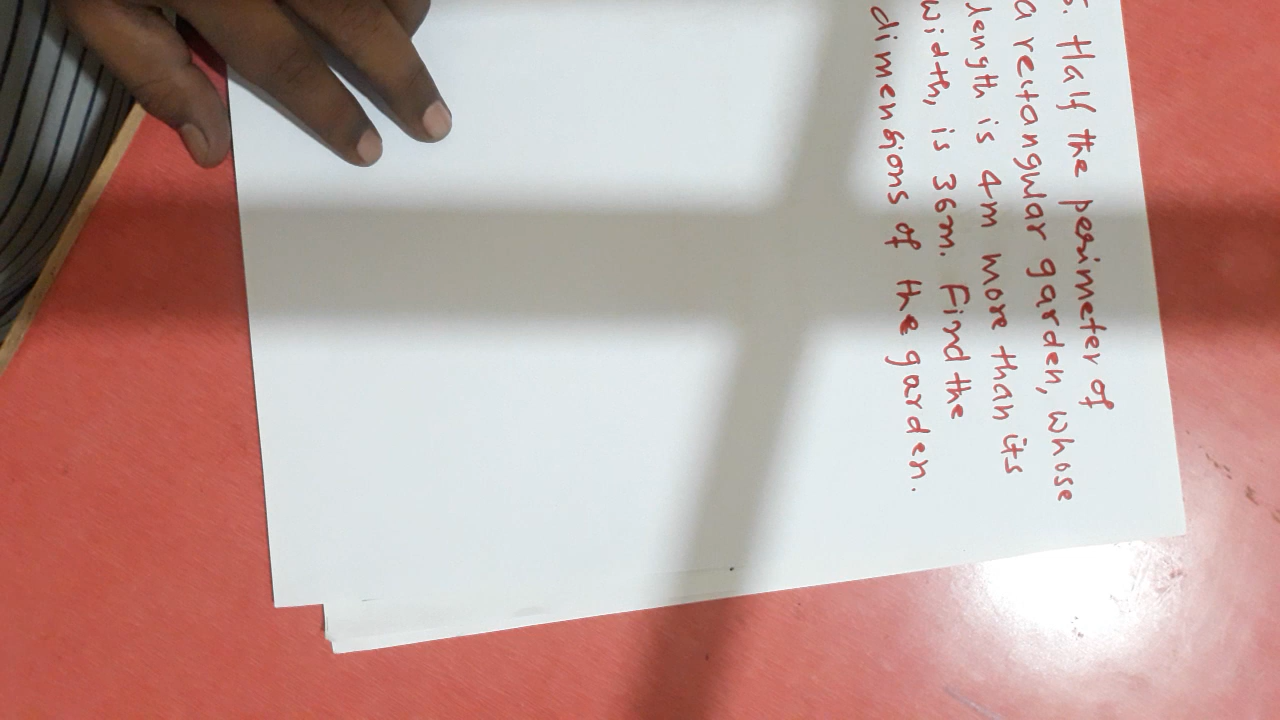 5. Half the perimeter of
a rectangular garden, whose
length is 4m more than its
width, is 36m. Find the
dimensions of the garden.